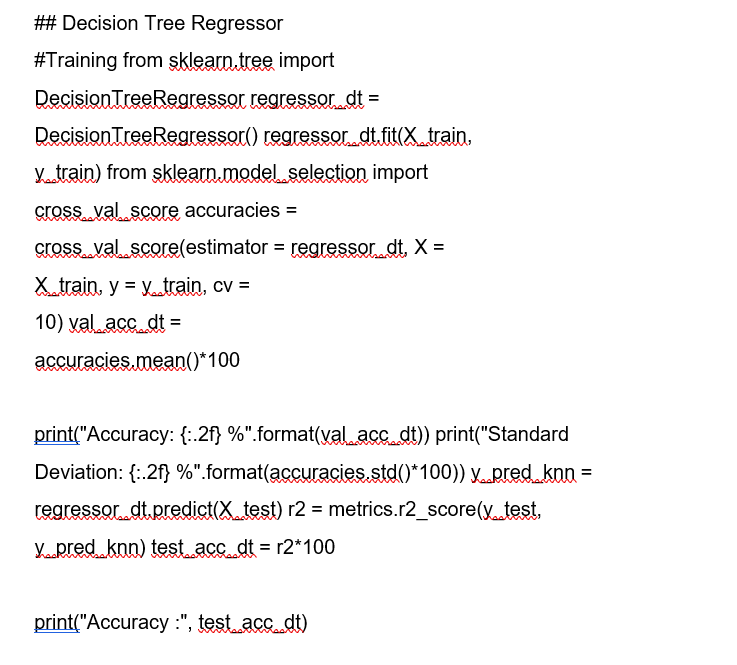 ## Decision Tree Regressor
#Training from sklearn.tree import
DecisionTreeRegressor regressor_dt =
DecisionTreeRegressor() regressor_dt.fit(X_train,
y_train) from sklearn.model_selection import
cross_val_score accuracies =
cross_val_score(estimator = regressor_dt, X =
X_train, y = y_train, cv =
10) val_acc_dt =
accuracies.mean()*100
print("Accuracy: {:.2f} %".format(val_acc_dt)) print("Standard
Deviation: {:.2f} %".format(accuracies.std()*100)) y_pred_knn =
regressor_dt.predict(X_test) r2 = metrics.r2_score(y_test,
y_pred_knn) test_acc_dt = r2*100
print("Accuracy :", test_acc_dt)